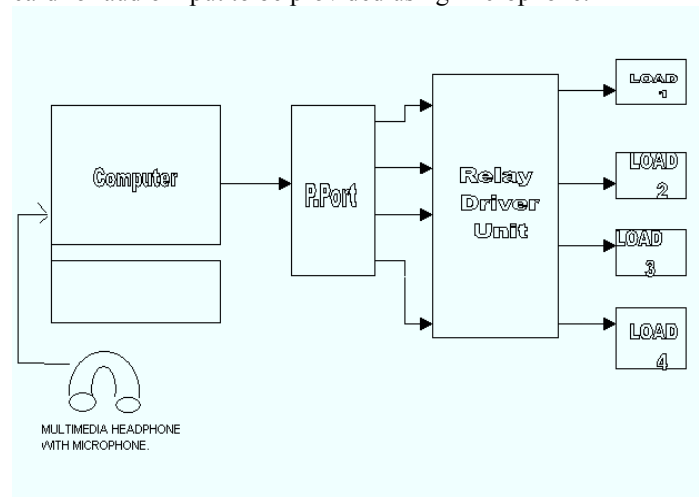 Computer
P.Port
Relay
Driver
Unit
LOAD
1
LOAD
2
LOAD
3
LOAD
4
MULTIMEDIA HEADPHONE
WITH MICROPHONE.